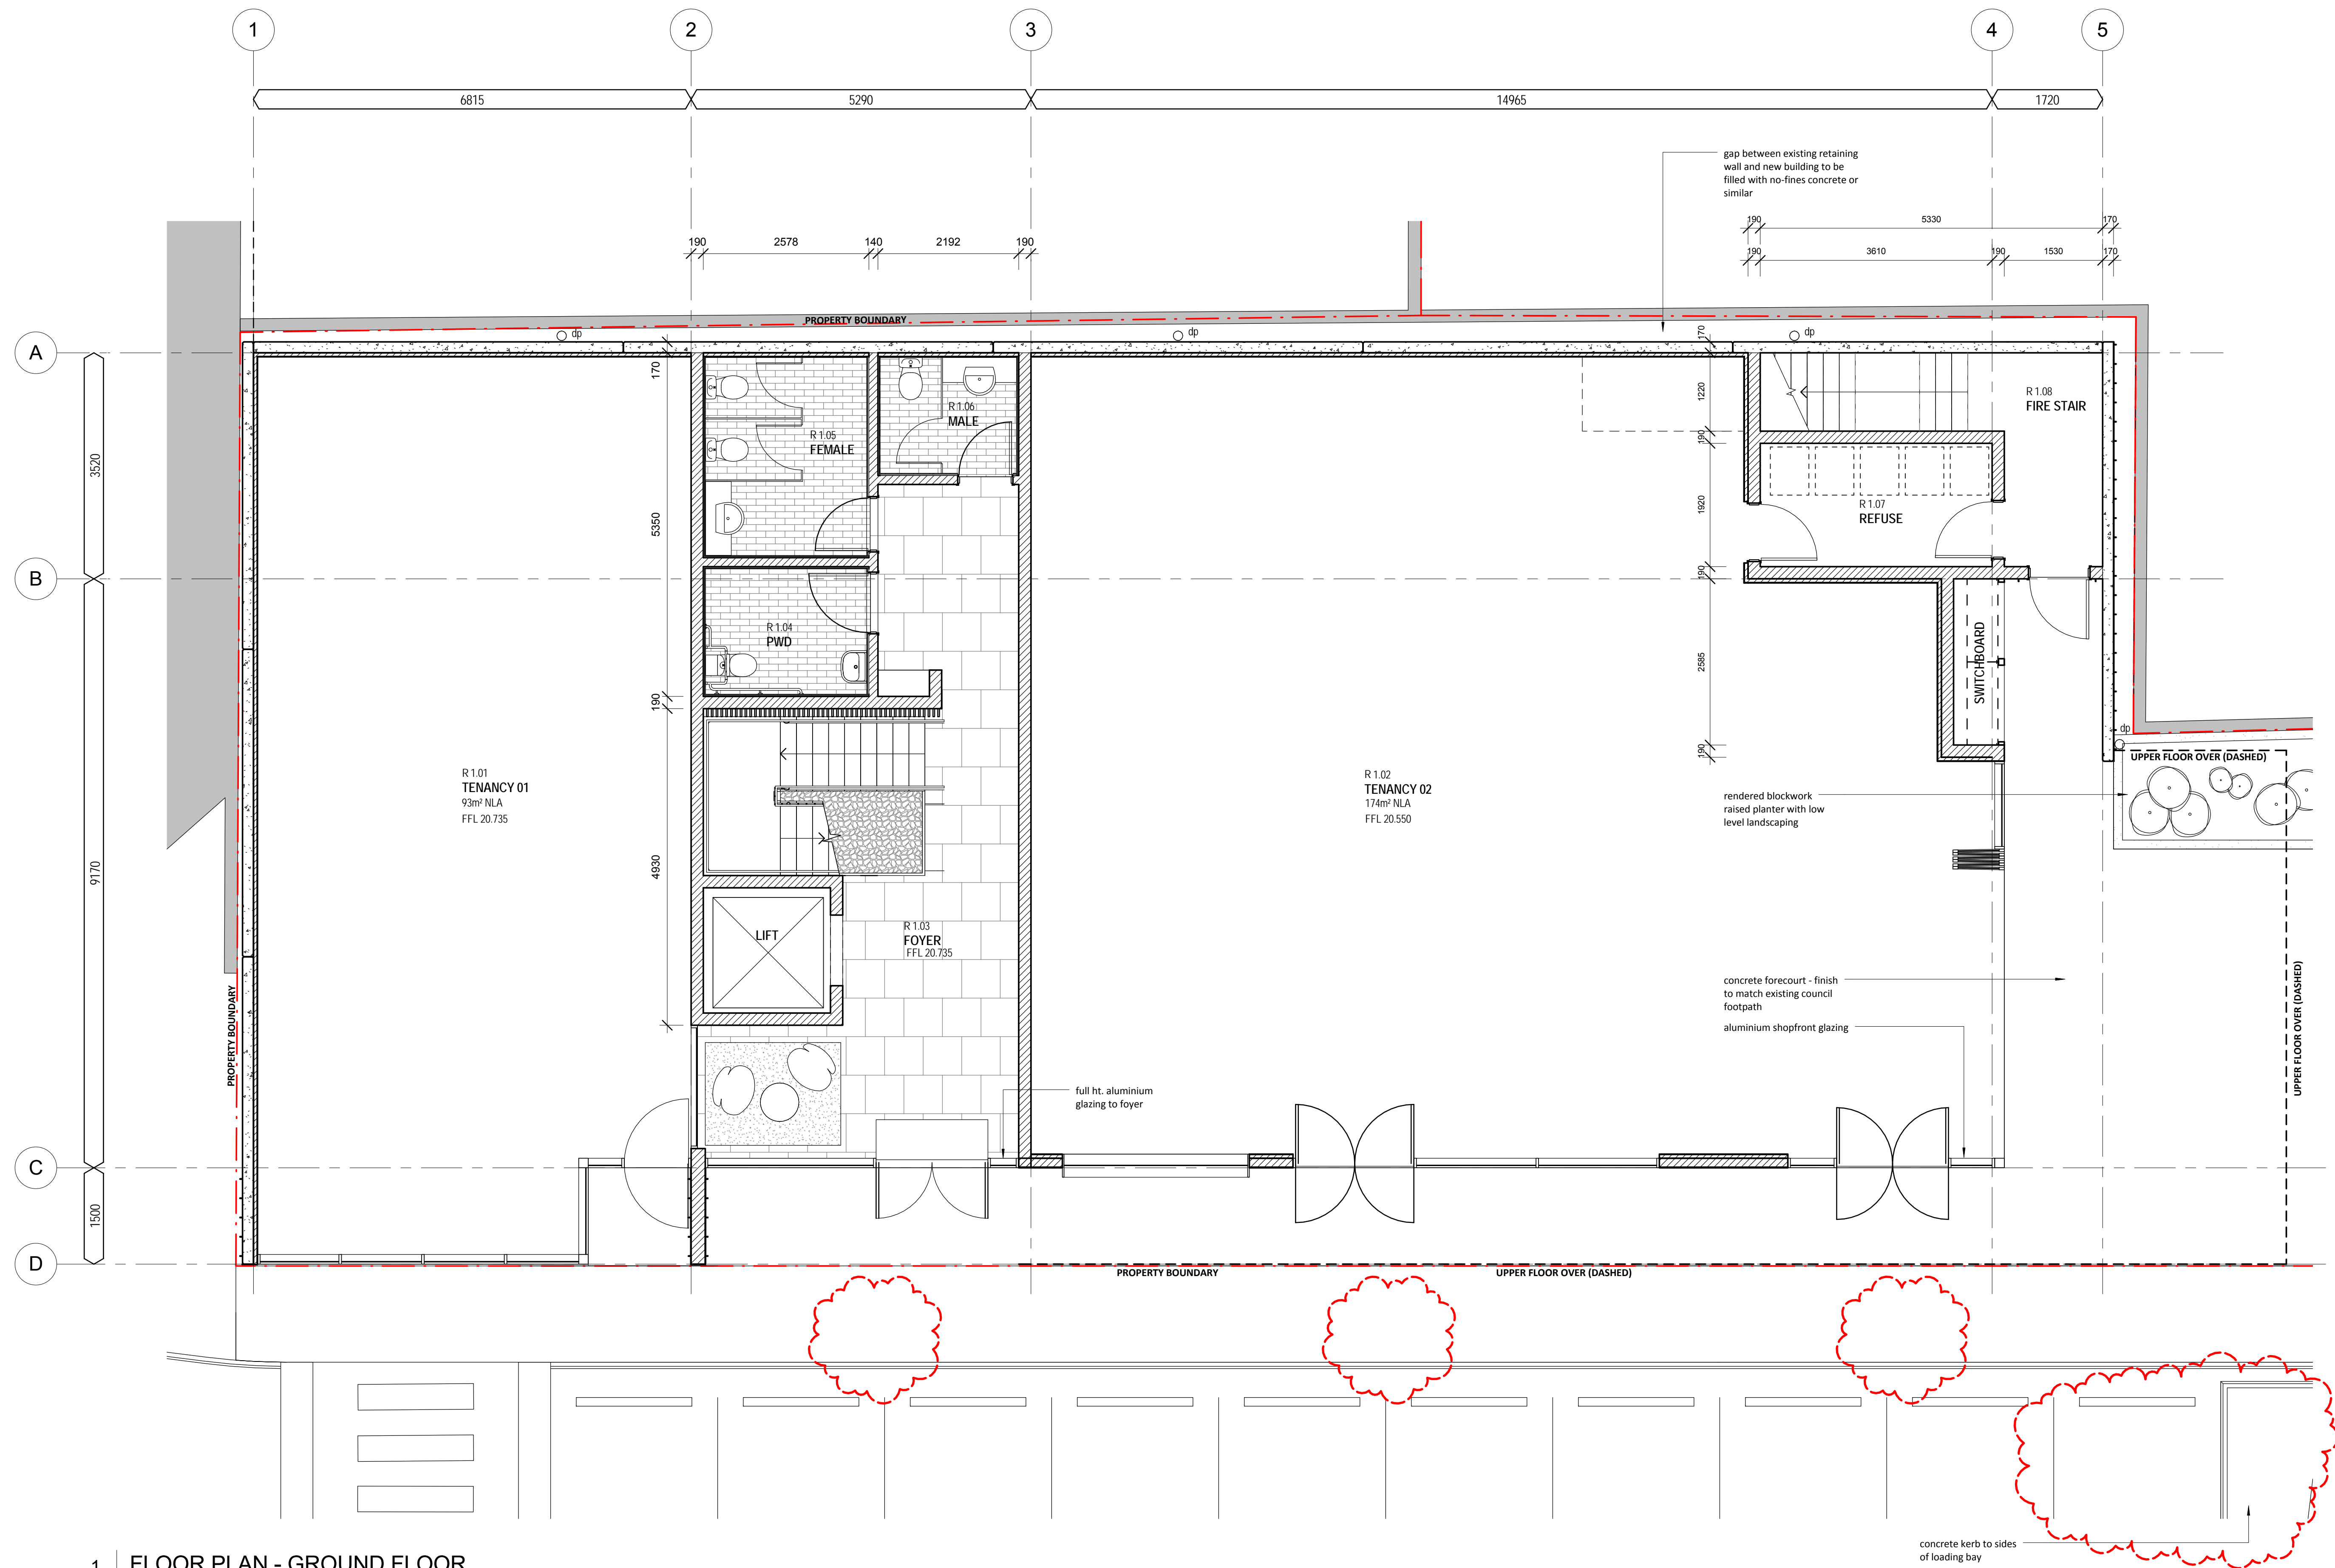 1
2
3
4
5
6815
5290
14965
1720
gap between existing retaining
wall and new building to be
filled with no-fines concrete or
similar
190
5330
170
190
3610
190
1530
170
190
2578
140
2192
190
PROPERTY BOUNDARY
dp
dp
dp
A
170
170
R 1.08
FIRE STAIR
1220
R 1.06
MALE
R 1.05
FEMALE
190
3520
5350
1920
R 1.07
REFUSE
B
190
R 1.04
PWD
SWITCHBOARD
2585
190
190
dp
UPPER FLOOR OVER (DASHED)
R 1.01
TENANCY 01
93m² NLA
FFL 20.735
R 1.02
TENANCY 02
174m² NLA
FFL 20.550
rendered blockwork
raised planter with low
level landscaping
9170
4930
LIFT
R 1.03
FOYER
FFL 20.735
concrete forecourt - finish
to match existing council
footpath
aluminium shopfront glazing
UPPER FLOOR OVER (DASHED)
PROPERTY BOUNDARY
full ht. aluminium
glazing to foyer
C
1500
D
PROPERTY BOUNDARY
UPPER FLOOR OVER (DASHED)
concrete kerb to sides
of loading bay
1
FLOOR PLAN - GROUND FLOOR